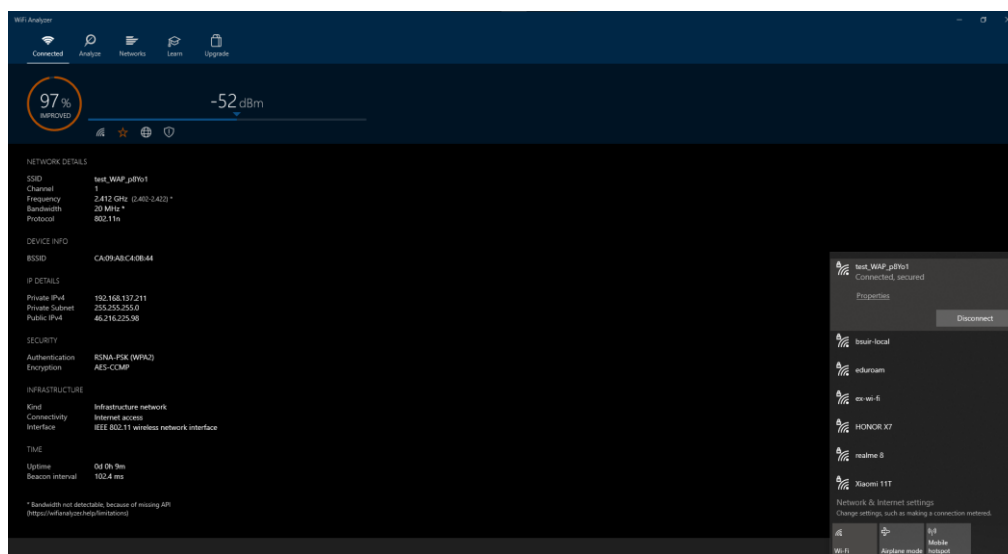 WiFi Analyzer
Connected Analyze Networks Learn Upgrade
97 %
IMPROVED
-52 dBm
NETWORK DETAILS
SSID test_WAP_p8Yo1
Channel 1
Frequency 2.412 GHz (2.402-2.422) *
Bandwidth 20 MHz *
Protocol 802.11n
DEVICE INFO
BSSID CA:09:A8:C4:0B:44
IP DETAILS
Private IPv4 192.168.137.211
Private Subnet 255.255.255.0
Public IPv4 46.216.225.98
SECURITY
Authentication RSNA-PSK (WPA2)
Encryption AES-CCMP
INFRASTRUCTURE
Kind Infrastructure network
Connectivity Internet access
Interface IEEE 802.11 wireless network interface
TIME
Uptime 0d 0h 9m
Beacon interval 102.4 ms
* Bandwidth not detectable, because of missing API
(https://wifianalyzer.help/limitations)
test_WAP_p8Yo1
Connected, secured
Properties
Disconnect
bsuir-local
eduroam
ex-wi-fi
HONOR X7
realme 8
Xiaomi 11T
Network & Internet settings
Change settings, such as making a connection metered.
Wi-Fi
Airplane mode
Mobile
hotspot